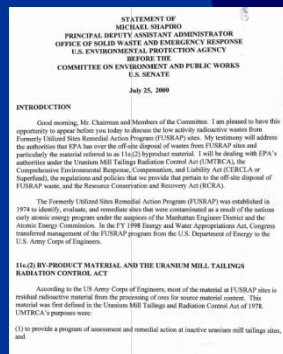 STATEMENT OF
MICHAEL SHAPIRO
PRINCIPAL DEPUTY ASSISTANT ADMINISTRATOR
OFFICE OF SOLID WASTE AND EMERGENCY RESPONSE
U.S. ENVIRONMENTAL PROTECTION AGENCY
BEFORE THE
COMMITTEE ON ENVIRONMENT AND PUBLIC WORKS
U.S. SENATE
July 25, 2000
INTRODUCTION
Good morning, Mr. Chairman and Members of the Committee. I am pleased to have this
opportunity to appear before you today to discuss the low activity radioactive wastes from
Formerly Utilized Sites Remedial Action Program (FUSRAP) sites. My testimony will address
the authorities that EPA has over the off-site disposal of wastes from FUSRAP sites and
particularly the material referred to as 11e.(2) byproduct material. I will be dealing with EPA's
authorities under the Uranium Mill Tailings Radiation Control Act (UMTRCA), the
Comprehensive Environmental Response, Compensation, and Liability Act (CERCLA or
Superfund), the regulations and policies that we provide that pertain to the off-site disposal of
FUSRAP waste, and the Resource Conservation and Recovery Act (RCRA).
The Formerly Utilized Sites Remedial Action Program (FUSRAP) was established in
1974 to identify, evaluate, and remediate sites that were contaminated as a result of the nations
early atomic energy program under the auspices of the Manhattan Engineer District and the
Atomic Energy Commission. In the FY 1998 Energy and Water Appropriations Act, Congress
transferred management of the FUSRAP program from the U.S. Department of Energy to the
U.S. Army Corps of Engineers.
11e.(2) BY-PRODUCT MATERIAL AND THE URANIUM MILL TAILINGS
RADIATION CONTROL ACT
According to the US Army Corps of Engineers, most of the material at FUSRAP sites is
residual radioactive material from the processing of ores for source material content. This
material was first defined in the Uranium Mill Tailings and Radiation Control Act of 1978.
UMTRCA's purposes were:
(1) to provide a program of assessment and remedial action at inactive uranium mill tailings sites,
and